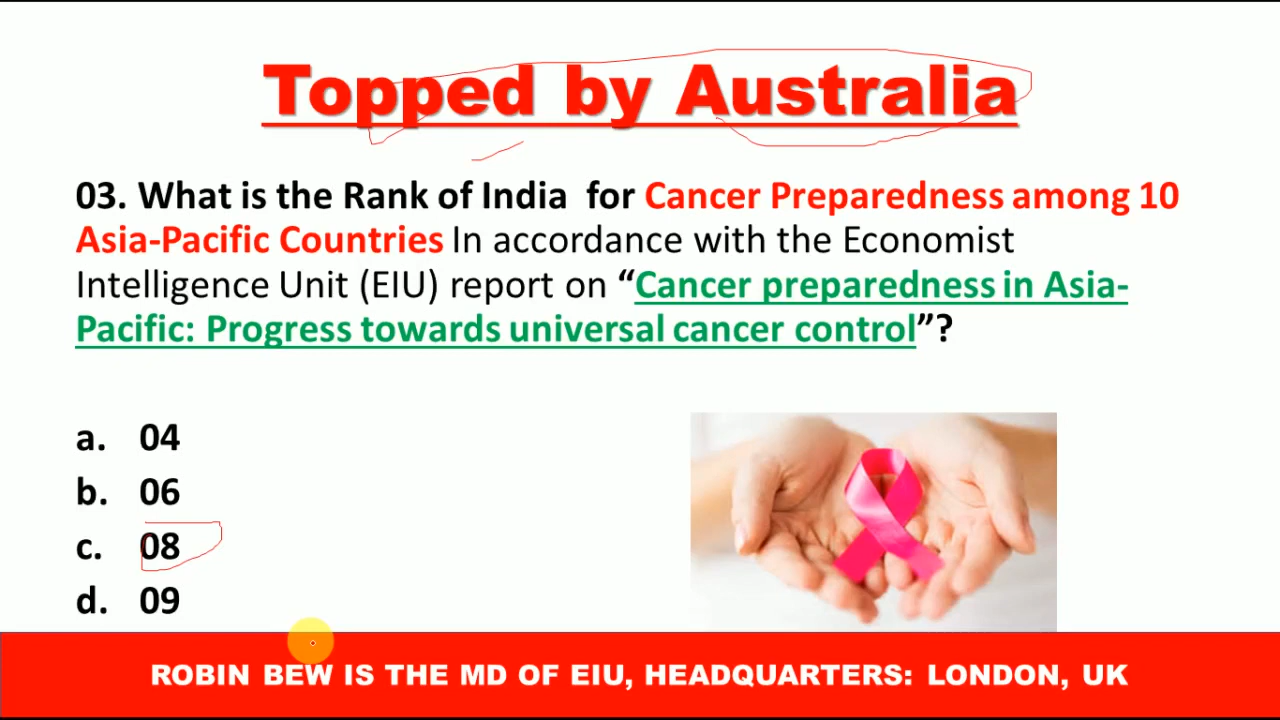 Topped by Australia
03. What is the Rank of India for Cancer Preparedness among 10
Asia-Pacific Countries In accordance with the Economist
Intelligence Unit (EIU) report on “Cancer preparedness in Asia-
Pacific: Progress towards universal cancer control”?
a. 04
b. 06
c. 08
d. 09
ROBIN BEW IS THE MD OF EIU, HEADQUARTERS: LONDON, UK